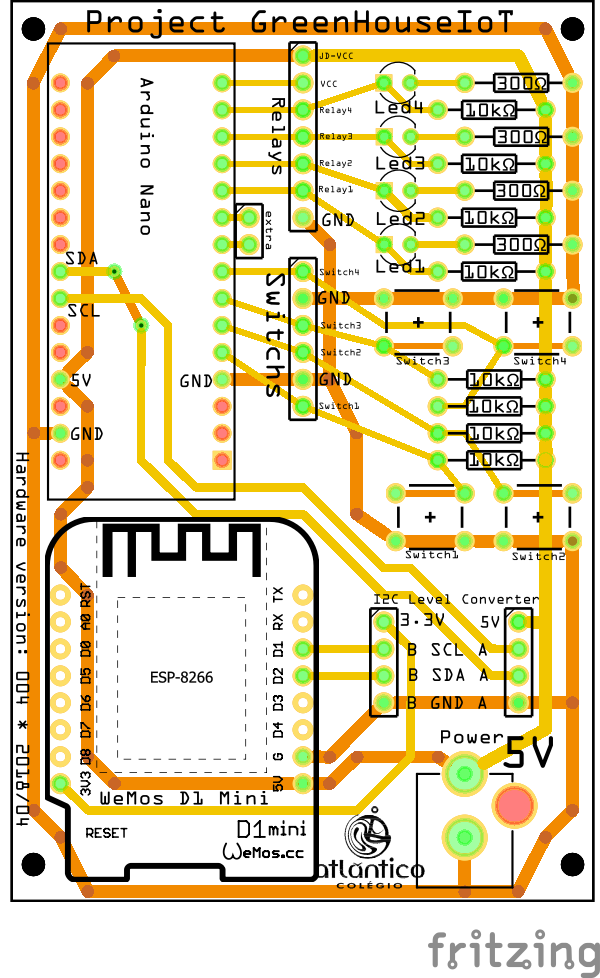 Project GreenHouseIoT
Arduino Nano
Relays
JD-VCC
VCC
Relay4
Relay3
Relay2
Relay1
GND
extra
Led4
Led3
Led2
Led1
300Ω
10kΩ
300Ω
10kΩ
300Ω
10kΩ
300Ω
10kΩ
SDA
SCL
5V
GND
GND
Switchs
Switch4
GND
Switch3
Switch2
GND
Switch1
+
+
Switch3
Switch4
10kΩ
10kΩ
10kΩ
10kΩ
+
+
Switch1
Switch2
Hardware version: 004 * 2018/04
RST
A0
D0
D5
D6
D7
D8
3V3
TX
RX
D1
D2
D3
D4
G
5V
ESP-8266
WeMos D1 Mini
RESET
D1mini
WeMos.cc
I2C Level Converter
3.3V 5V
B SCL A
B SDA A
B GND A
Power
5V
atlântico
COLÉGIO
fritzing